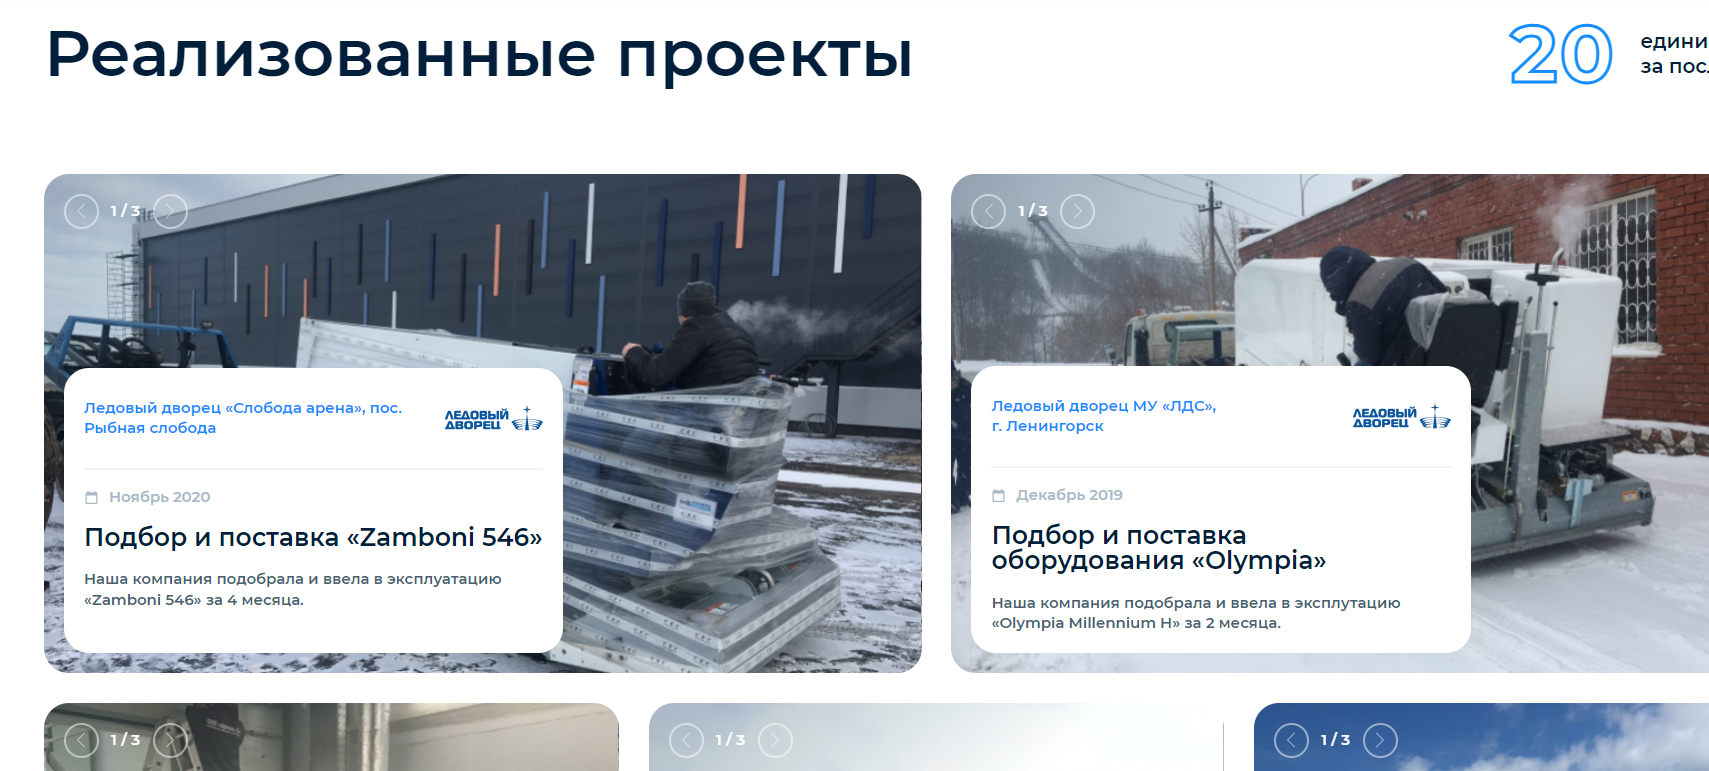 Реализованные проекты
20
едини
за пос
1 / 3
Ледовый дворец «Слобода арена», пос.
Рыбная слобода
ЛЕДОВЫЙ
ДВОРЕЦ
Ноябрь 2020
Подбор и поставка «Zamboni 546»
Наша компания подобрала и ввела в эксплуатацию
«Zamboni 546» за 4 месяца.
1 / 3
Ледовый дворец МУ «ЛДС»,
г. Лениногорск
ЛЕДОВЫЙ
ДВОРЕЦ
Декабрь 2019
Подбор и поставка
оборудования «Olympia»
Наша компания подобрала и ввела в эксплутацию
«Olympia Millennium H» за 2 месяца.
1 / 3
1 / 3
1 / 3